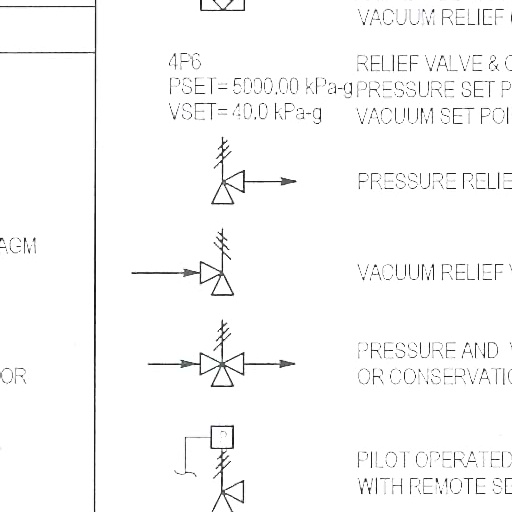 VACUUM RELIEF
4P6
RELIEF VALVE &
PSET= 5000.00 kPa-g
PRESSURE SET P
VSET= 40.0 kPa-g
VACUUM SET POI
PRESSURE RELIE
AGM
VACUUM RELIEF
PRESSURE AND
OR
OR CONSERVATI
PILOT OPERATED
WITH REMOTE SE